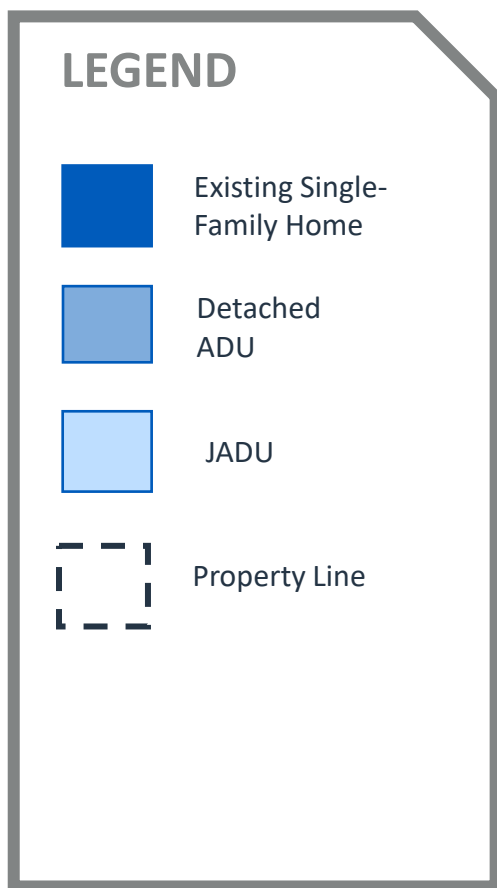 LEGEND
Existing Single-
Family Home
Detached
ADU
JADU
Property Line